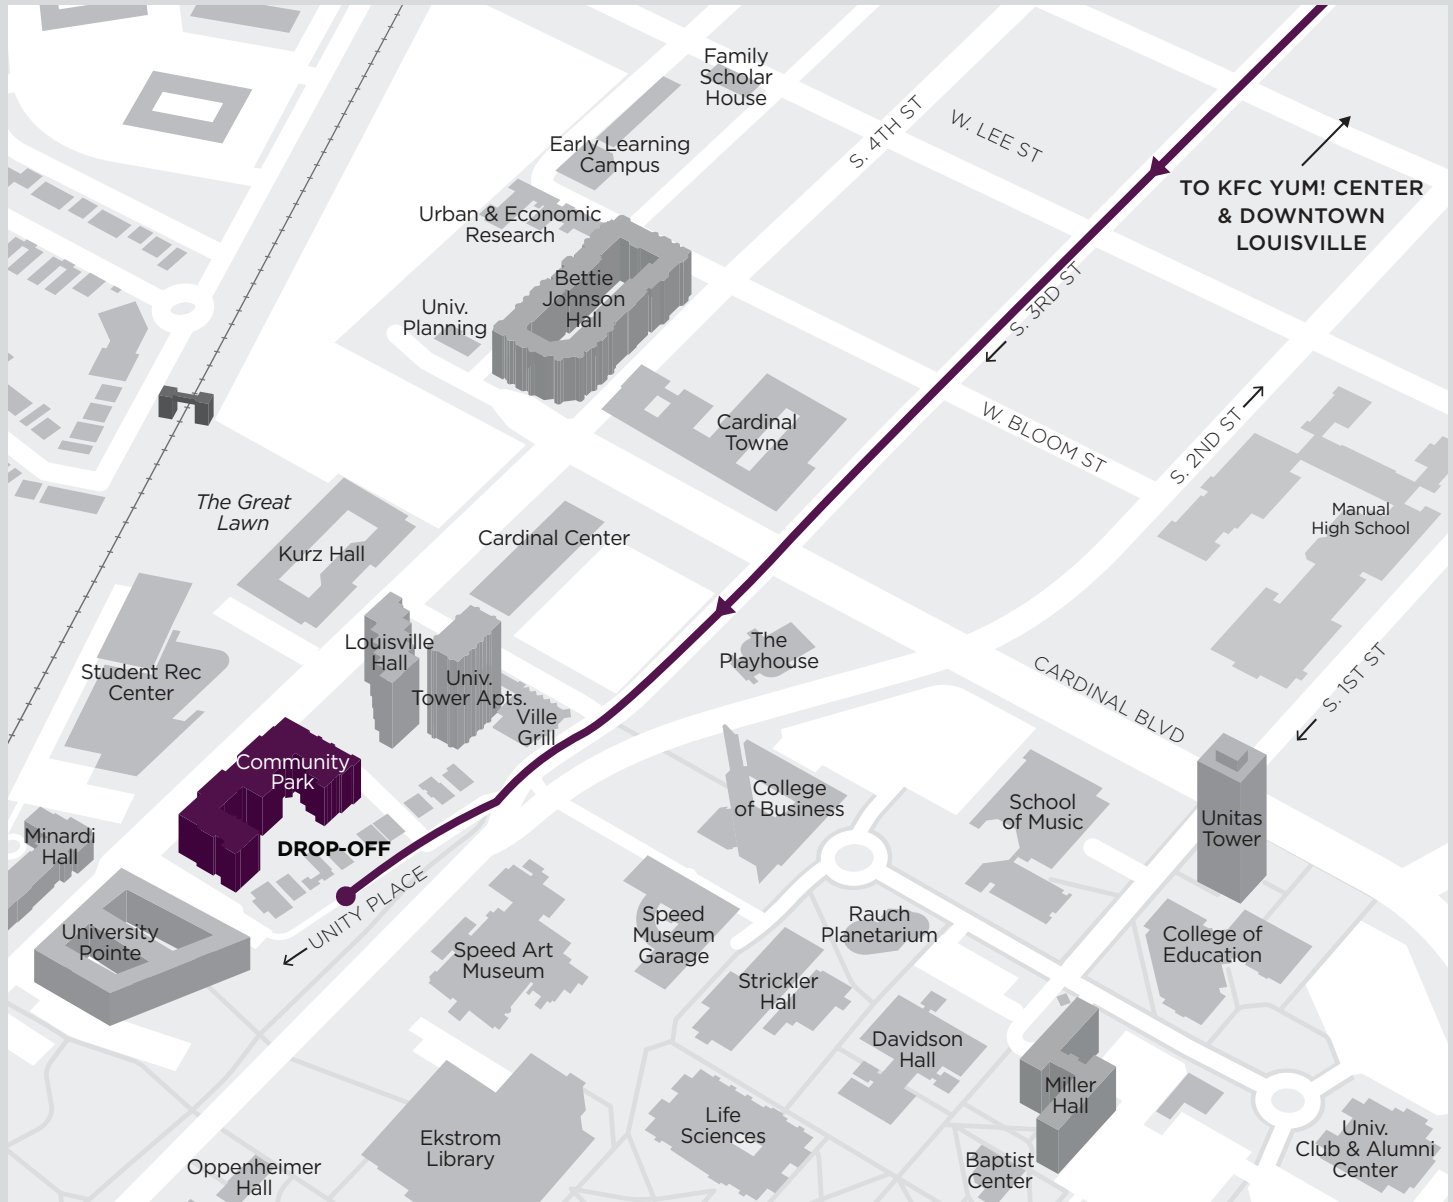 Family
Scholar
House
W. LEE ST
S. 4TH ST
Early Learning
Campus
TO KFC YUM! CENTER
& DOWNTOWN
LOUISVILLE
Urban & Economic
Research
Bettie
Johnson
Hall
Univ.
Planning
S. 3RD ST
Cardinal
Towne
W. BLOOM ST
S. 2ND ST
The Great
Lawn
Manual
High School
Kurz Hall
Cardinal Center
Louisville
Hall
The
Playhouse
Student Rec
Center
Univ.
Tower Apts.
CARDINAL BLVD
S. 1ST ST
Ville
Grill
Community
Park
College
of Business
School
of Music
Unitas
Tower
Minardi
Hall
DROP-OFF
UNITY PLACE
University
Pointe
Speed Art
Museum
Speed
Museum
Garage
Rauch
Planetarium
College of
Education
Strickler
Hall
Davidson
Hall
Miller
Hall
Life
Sciences
Ekstrom
Library
Univ.
Club & Alumni
Center
Oppenheimer
Hall
Baptist
Center